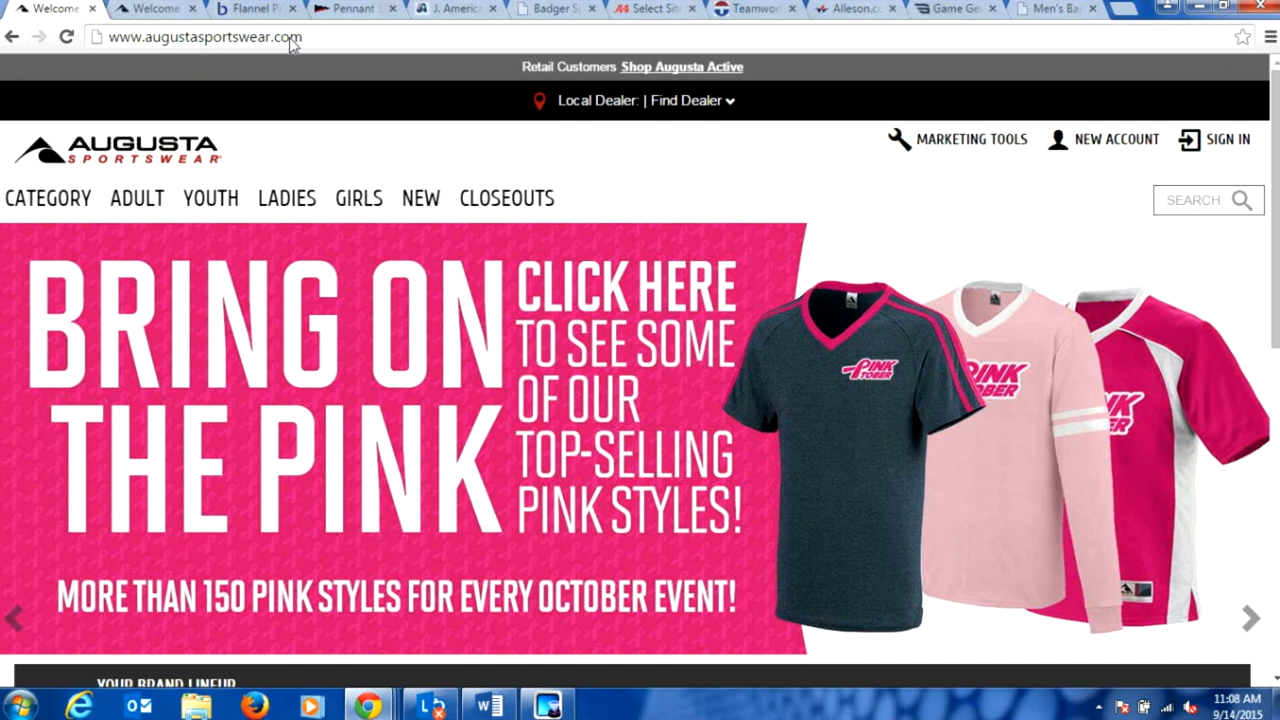 Welcome
Welcome
Flannel Pa
Pennant
J. Americ
Badger Sp
Select Sit
Teamwor
Alleson.co
Game Ge
Men's Ba
www.augustasportswear.com
Retail Customers Shop Augusta Active
Local Dealer: | Find Dealer
AUGUSTA
SPORTSWEAR
MARKETING TOOLS
NEW ACCOUNT
SIGN IN
CATEGORY
ADULT
YOUTH
LADIES
GIRLS
NEW
CLOSEOUTS
SEARCH
BRING ON
THE PINK
CLICK HERE
TO SEE SOME
OF OUR
TOP-SELLING
PINK STYLES!
MORE THAN 150 PINK STYLES FOR EVERY OCTOBER EVENT!
PINK
TOBER
PINK
OBER
YOUR BRAND LINEUP
11:08 AM
9/14/2015